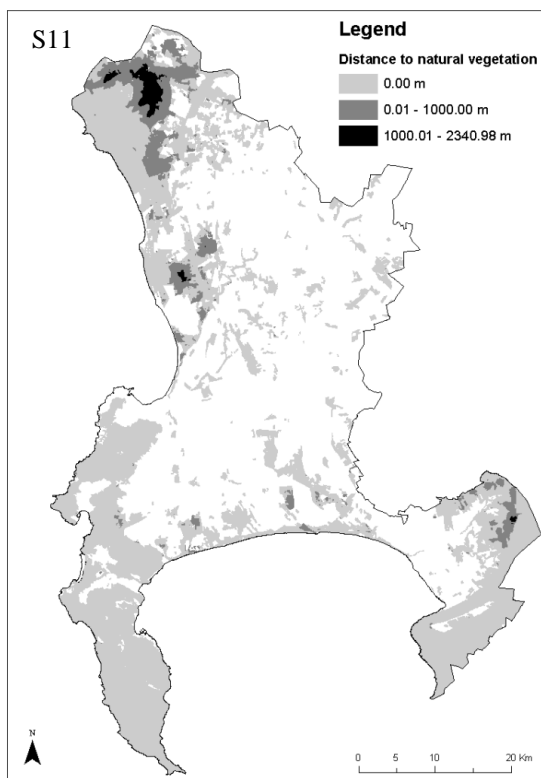 S11
Legend
Distance to natural vegetation
0.00 m
0.01 - 1000.00 m
1000.01 - 2340.98 m
N
0 5 10 20 Km